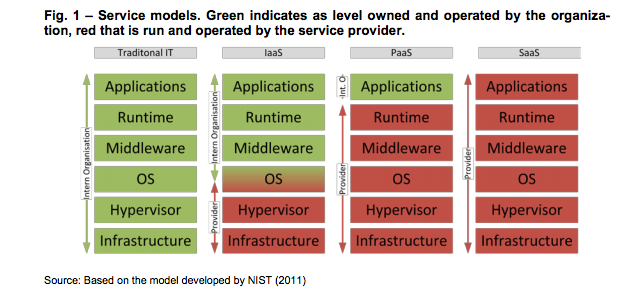 Fig. 1 – Service models. Green indicates as level owned and operated by the organiza-
tion, red that is run and operated by the service provider.
Traditonal IT IaaS PaaS SaaS
Intern Organisation
Applications
Runtime
Middleware
OS
Hypervisor
Infrastructure
Intern Organisation
Provider
Applications
Runtime
Middleware
OS
Hypervisor
Infrastructure
Int. O
Provider
Applications
Runtime
Middleware
OS
Hypervisor
Infrastructure
Provider
Applications
Runtime
Middleware
OS
Hypervisor
Infrastructure
Source: Based on the model developed by NIST (2011)